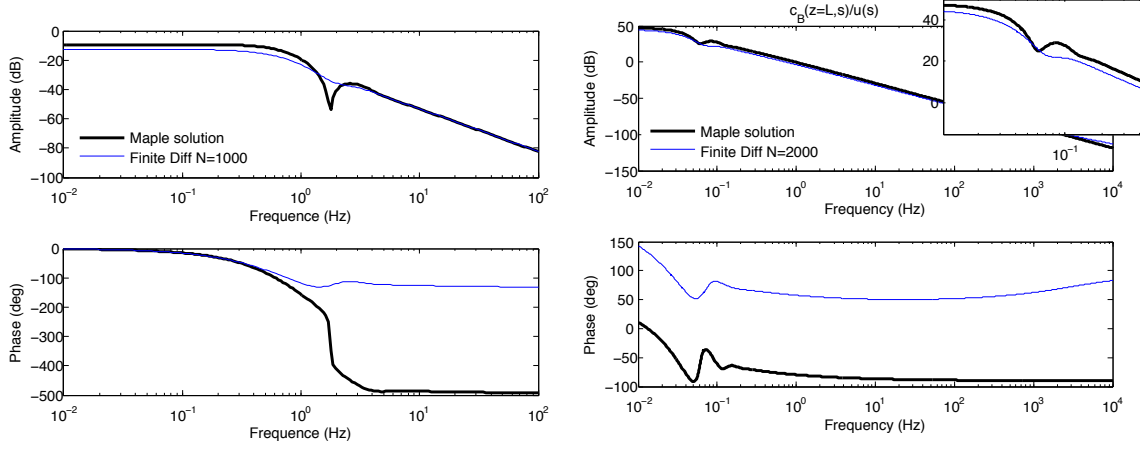 0
−20
−40
−60
−80
−100
Amplitude (dB)
Maple solution
Finite Diff N=1000
10^−2 10^−1 10^0 10^1 10^2
Frequence (Hz)
c_B(z=L,s)/u(s)
50
0
−50
−100
−150
Amplitude (dB)
Maple solution
Finite Diff N=2000
10^−2 10^−1 10^0 10^1 10^2 10^3 10^4
Frequency (Hz)
40
20
0
10^−1
0
−100
−200
−300
−400
−500
Phase (deg)
10^−2 10^−1 10^0 10^1 10^2
Frequence (Hz)
150
100
50
0
−50
−100
Phase (deg)
10^−2 10^−1 10^0 10^1 10^2 10^3 10^4
Frequency (Hz)